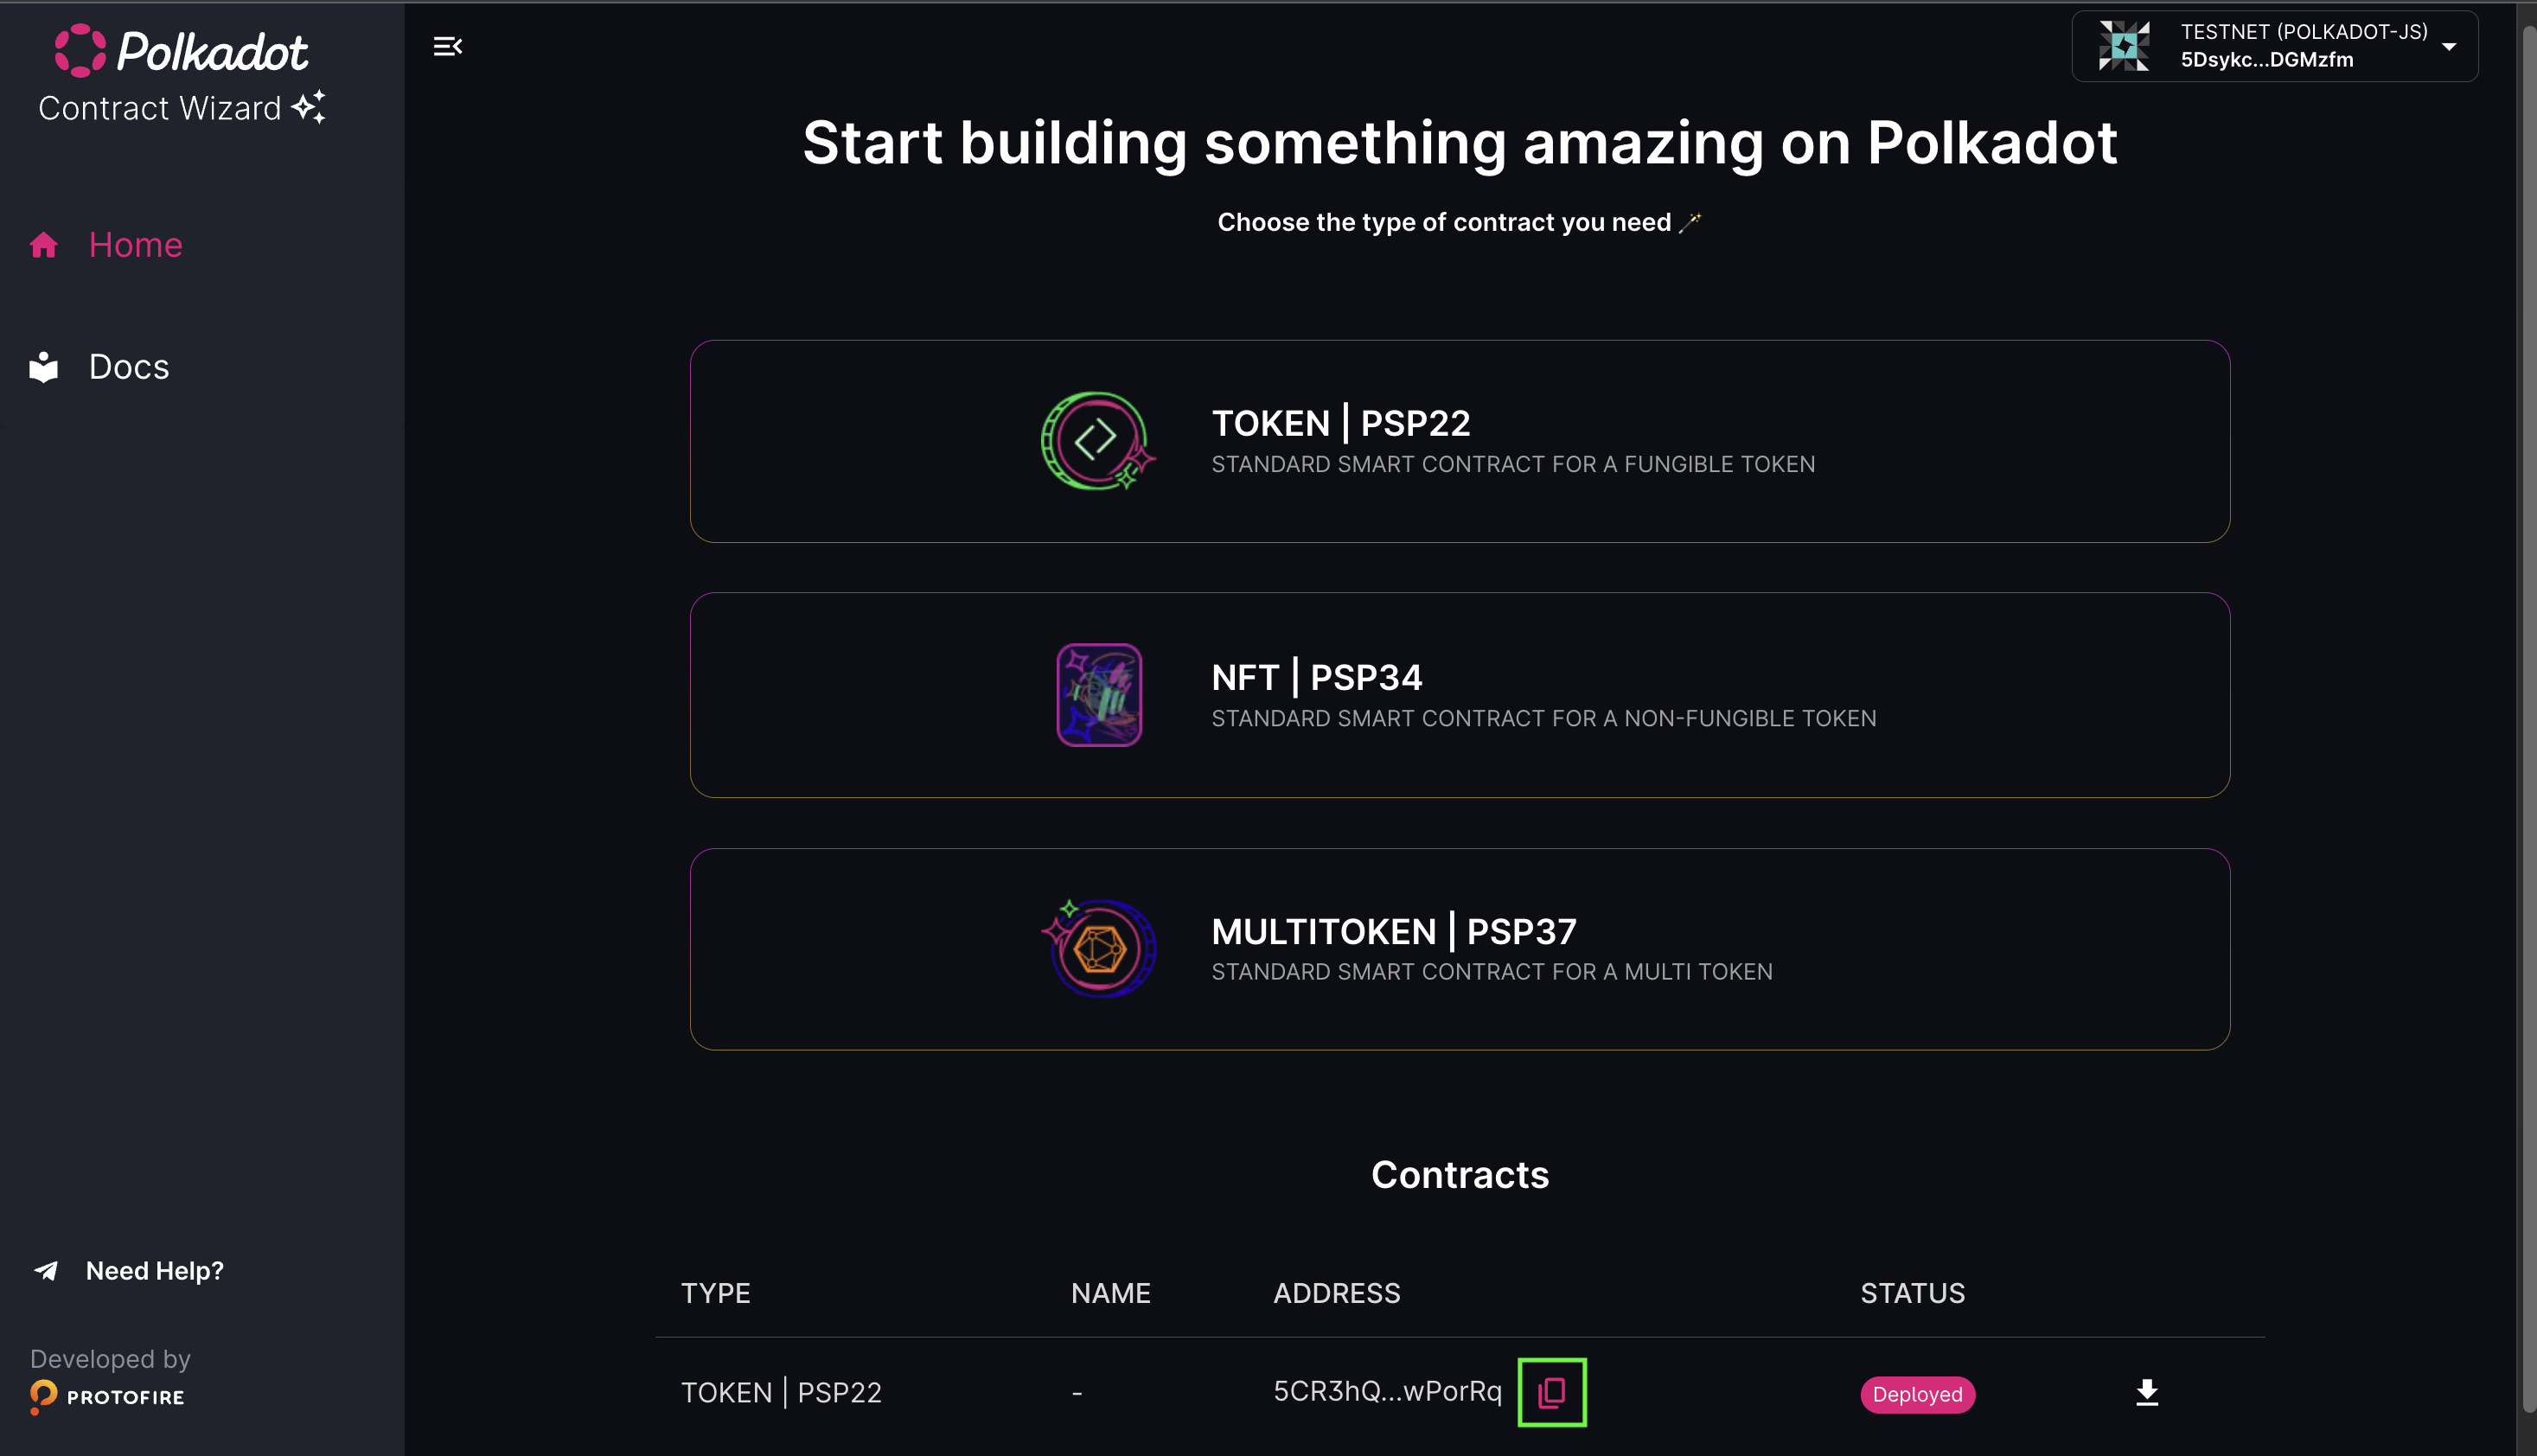 Polkadot
Contract Wizard
TESTNET (POLKADOT-JS)
5Dsykc...DGMzfm
Start building something amazing on Polkadot
Choose the type of contract you need
Home
Docs
TOKEN | PSP22
STANDARD SMART CONTRACT FOR A FUNGIBLE TOKEN
NFT | PSP34
STANDARD SMART CONTRACT FOR A NON-FUNGIBLE TOKEN
MULTITOKEN | PSP37
STANDARD SMART CONTRACT FOR A MULTI TOKEN
Contracts
TYPE NAME ADDRESS STATUS
TOKEN | PSP22 - 5CR3hQ...wPorRq Deployed
Need Help?
Developed by
PROTOFIRE